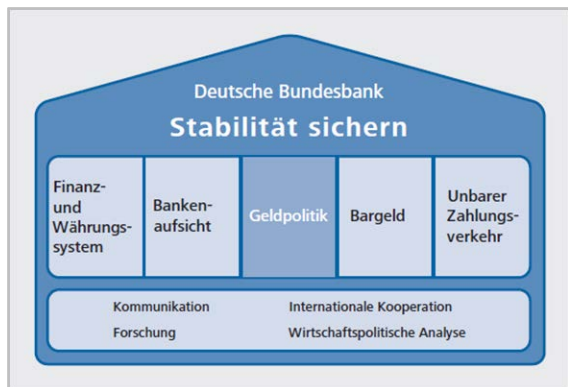 Deutsche Bundesbank
Stabilität sichern
Finanz-
und
Währungs-
system
Banken-
aufsicht
Geldpolitik
Bargeld
Unbarer
Zahlungs-
verkehr
Kommunikation
Internationale Kooperation
Forschung
Wirtschaftspolitische Analyse